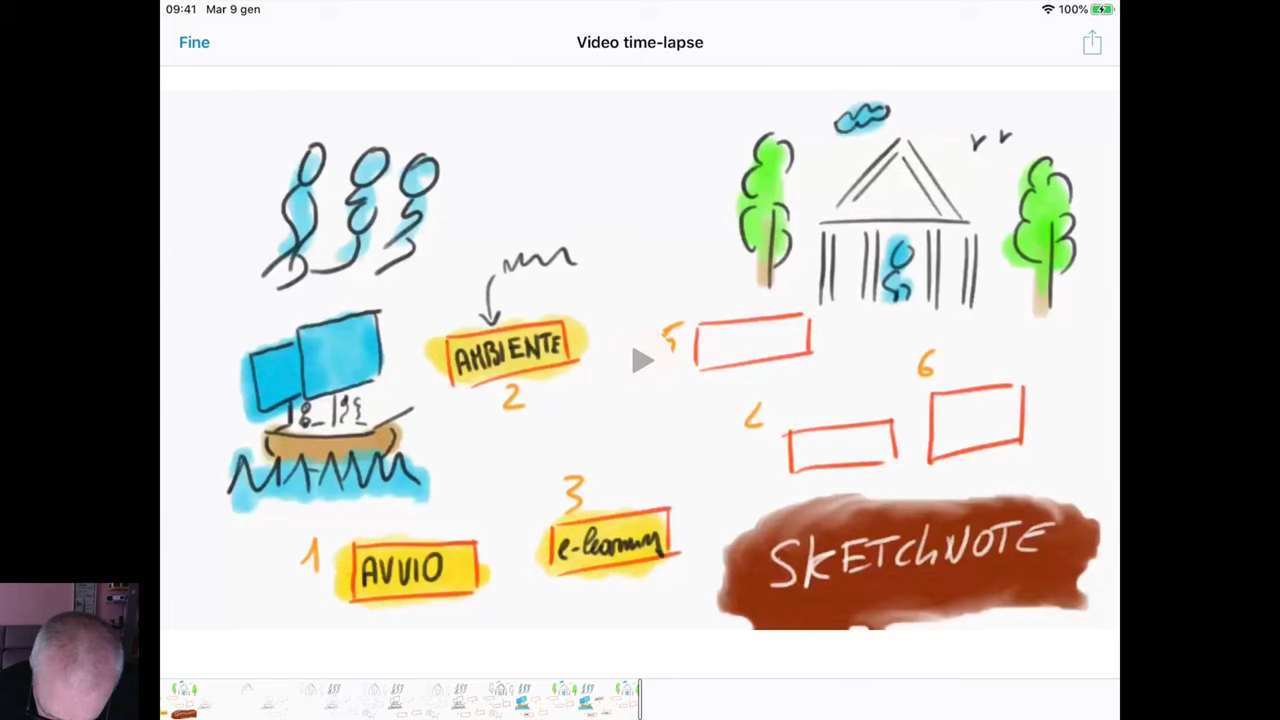 09:41 Mar 9 gen 100%
Fine Video time-lapse
AMBIENTE
2
5
6
4
3
e-learning
1
AVVIO
SKETCHNOTE